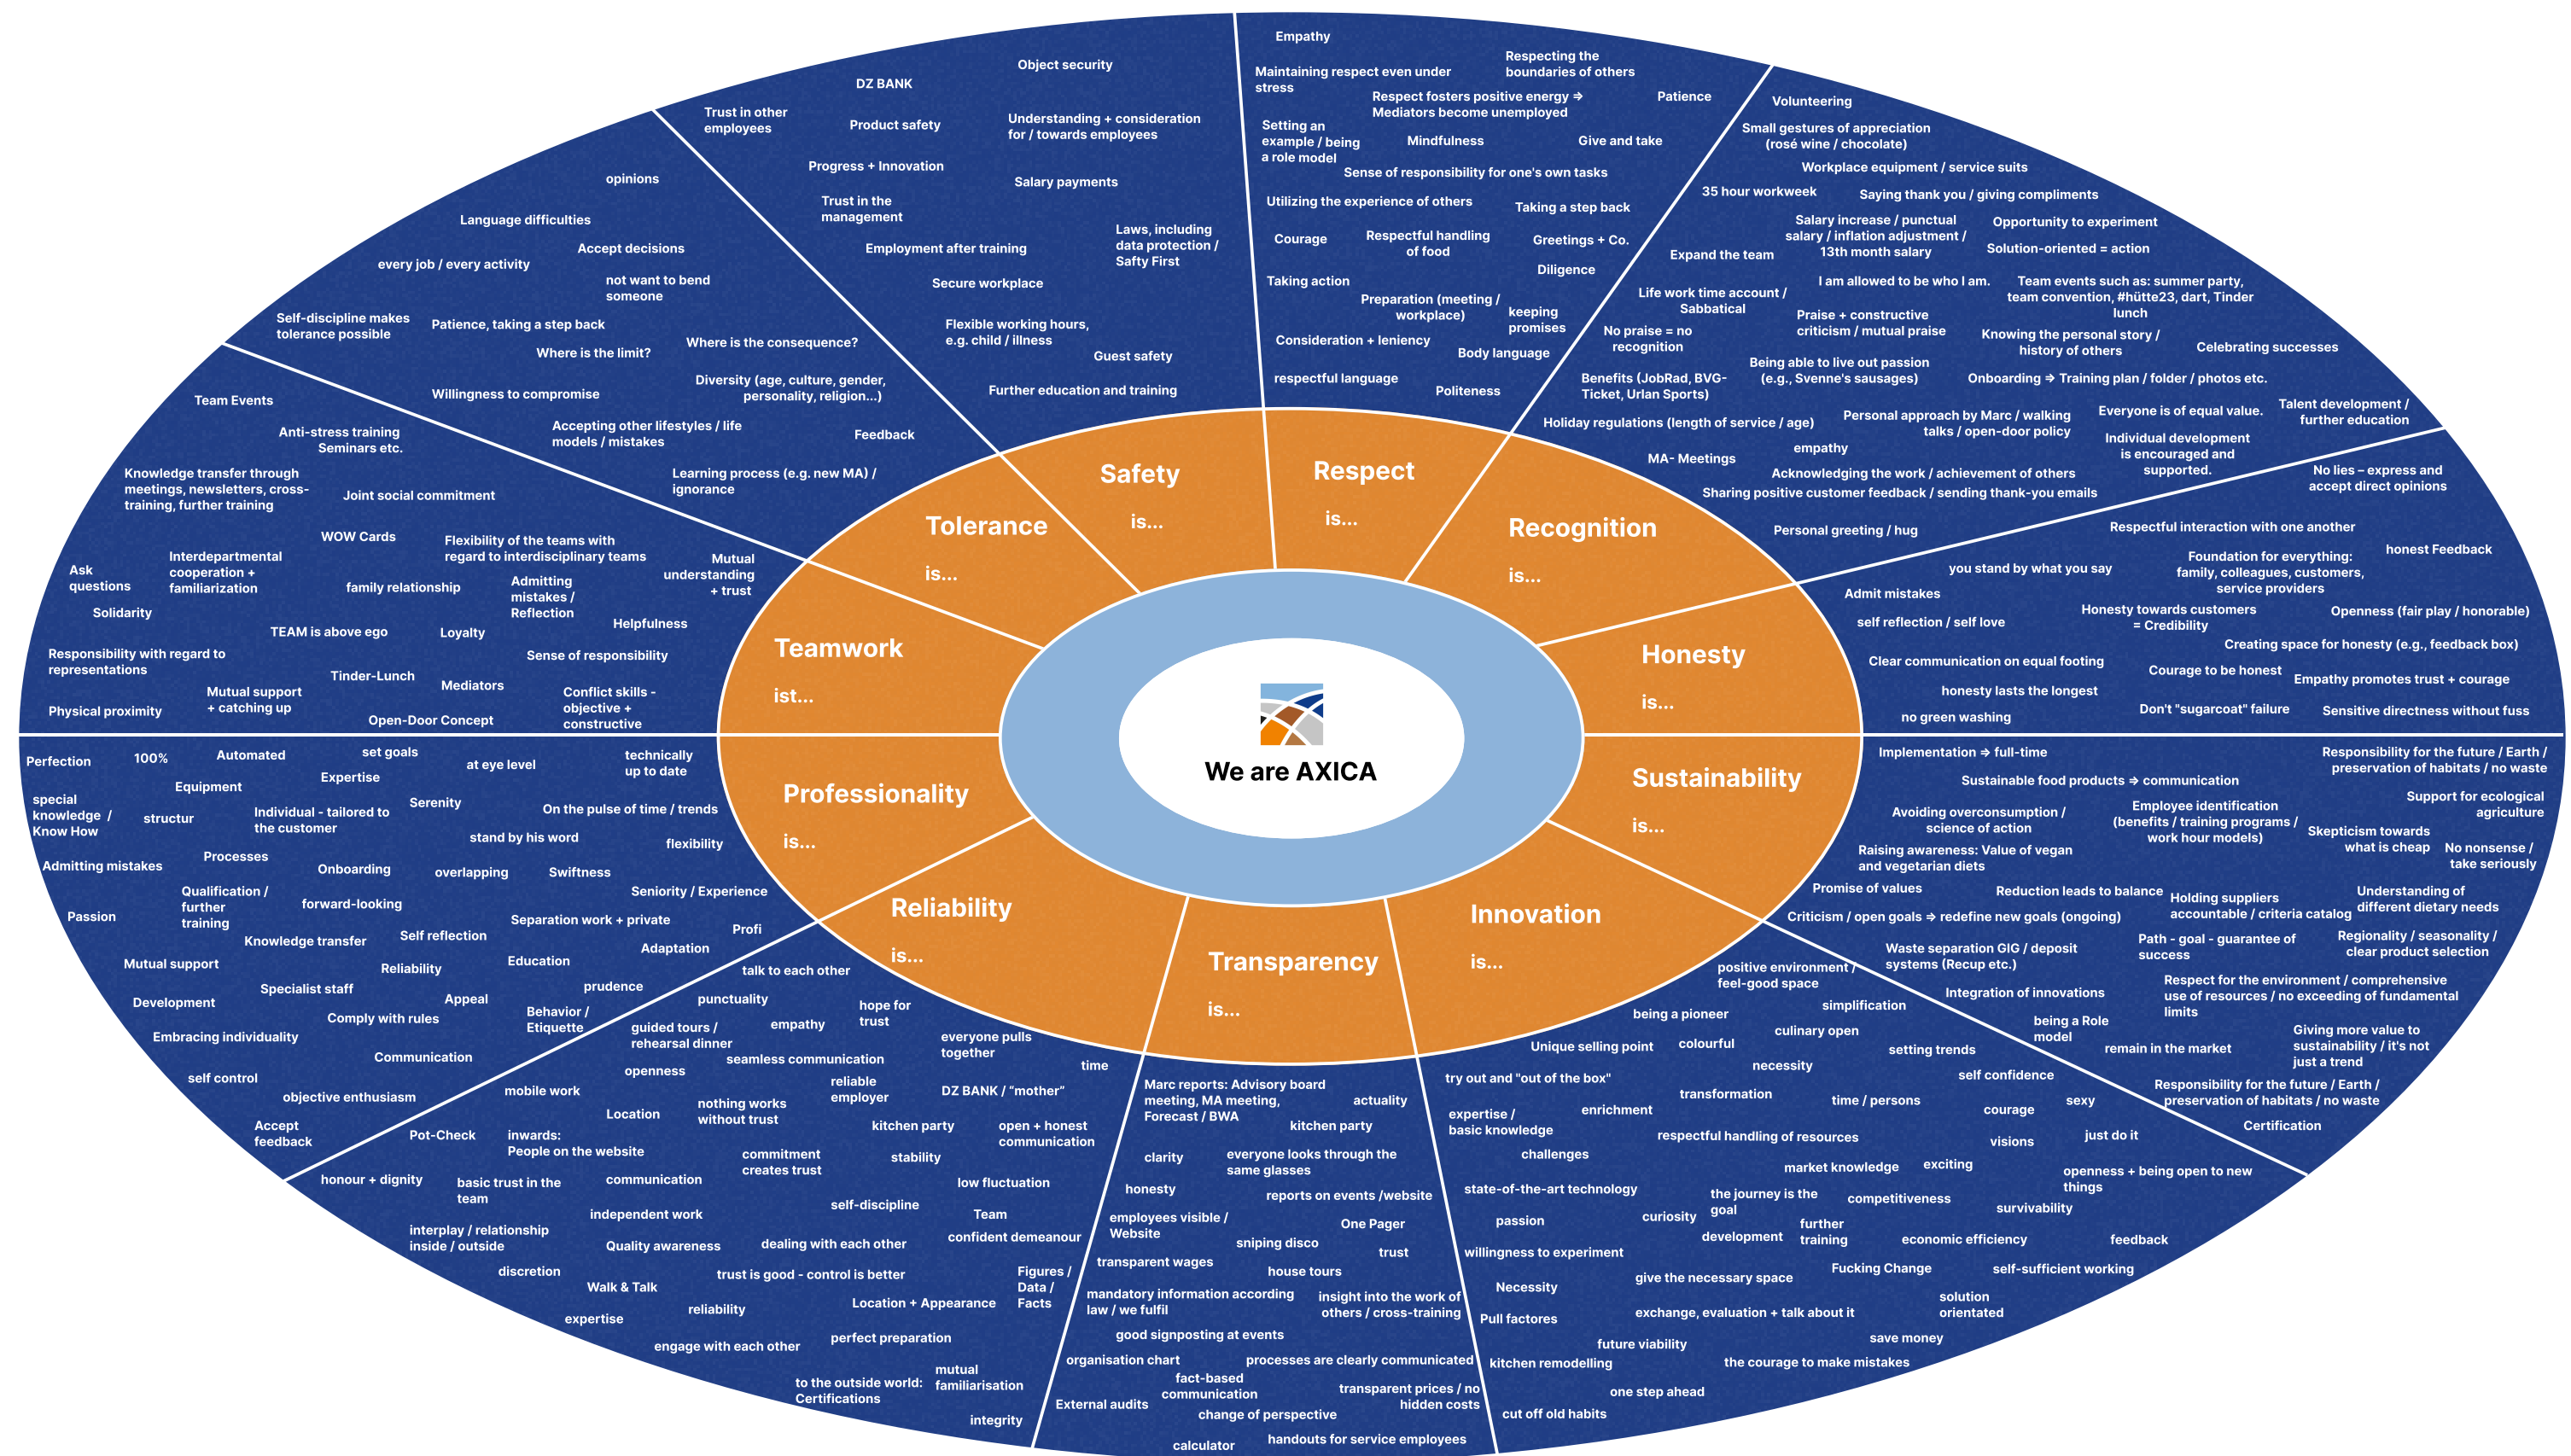 We are AXICA
Safety
is...
Object security
DZ BANK
Trust in other
employees
Product safety
Understanding + consideration
for / towards employees
Progress + Innovation
Salary payments
Trust in the
management
Laws, including
data protection /
Safty First
Employment after training
Secure workplace
Flexible working hours,
e.g. child / illness
Guest safety
Further education and training
Respect
is...
Empathy
Respecting the
boundaries of others
Maintaining respect even under
stress
Respect fosters positive energy ⇒
Mediators become unemployed
Patience
Setting an
example / being
a role model
Mindfulness
Give and take
Sense of responsibility for one's own tasks
Utilizing the experience of others
Taking a step back
Courage
Respectful handling
of food
Greetings + Co.
Diligence
Taking action
Preparation (meeting /
workplace)
keeping
promises
Consideration + leniency
Body language
respectful language
Politeness
Recognition
is...
Volunteering
Small gestures of appreciation
(rosé wine / chocolate)
Workplace equipment / service suits
35 hour workweek
Saying thank you / giving compliments
Salary increase / punctual
salary / inflation adjustment /
13th month salary
Opportunity to experiment
Solution-oriented = action
Expand the team
I am allowed to be who I am.
Team events such as: summer party,
team convention, #hütte23, dart, Tinder
lunch
Life work time account /
Sabbatical
Praise + constructive
criticism / mutual praise
No praise = no
recognition
Knowing the personal story /
history of others
Celebrating successes
Being able to live out passion
(e.g., Svenne's sausages)
Benefits (JobRad, BVG-
Ticket, Urlan Sports)
Onboarding ⇒ Training plan / folder / photos etc.
Holiday regulations (length of service / age)
Personal approach by Marc / walking
talks / open-door policy
Everyone is of equal value.
Talent development /
further education
Individual development
is encouraged and
supported.
empathy
MA- Meetings
Acknowledging the work / achievement of others
Sharing positive customer feedback / sending thank-you emails
Personal greeting / hug
Honesty
is...
No lies – express and
accept direct opinions
Respectful interaction with one another
honest Feedback
you stand by what you say
Foundation for everything:
family, colleagues, customers,
service providers
Admit mistakes
self reflection / self love
Honesty towards customers
= Credibility
Openness (fair play / honorable)
Creating space for honesty (e.g., feedback box)
Clear communication on equal footing
Courage to be honest
Empathy promotes trust + courage
honesty lasts the longest
no green washing
Don't "sugarcoat" failure
Sensitive directness without fuss
Sustainability
is...
Implementation ⇒ full-time
Responsibility for the future / Earth /
preservation of habitats / no waste
Sustainable food products ⇒ communication
Support for ecological
agriculture
Avoiding overconsumption /
science of action
Employee identification
(benefits / training programs /
work hour models)
Skepticism towards
what is cheap
No nonsense /
take seriously
Raising awareness: Value of vegan
and vegetarian diets
Promise of values
Reduction leads to balance
Holding suppliers
accountable / criteria catalog
Understanding of
different dietary needs
Criticism / open goals ⇒ redefine new goals (ongoing)
Waste separation GIG / deposit
systems (Recup etc.)
Path - goal - guarantee of
success
Regionality / seasonality /
clear product selection
Integration of innovations
Respect for the environment / comprehensive
use of resources / no exceeding of fundamental
limits
being a Role
model
remain in the market
Giving more value to
sustainability / it's not
just a trend
Responsibility for the future / Earth /
preservation of habitats / no waste
Certification
Innovation
is...
positive environment /
feel-good space
simplification
being a pioneer
culinary open
Unique selling point
colourful
setting trends
necessity
try out and "out of the box"
self confidence
transformation
time / persons
sexy
enrichment
courage
expertise /
basic knowledge
respectful handling of resources
visions
just do it
challenges
market knowledge
exciting
openness + being open to new
things
state-of-the-art technology
the journey is the
goal
competitiveness
survivability
passion
curiosity
development
further
training
economic efficiency
feedback
willingness to experiment
Fucking Change
self-sufficient working
give the necessary space
Necessity
exchange, evaluation + talk about it
solution
orientated
Pull factores
future viability
save money
kitchen remodelling
the courage to make mistakes
one step ahead
cut off old habits
Transparency
is...
Marc reports: Advisory board
meeting, MA meeting,
Forecast / BWA
actuality
kitchen party
clarity
everyone looks through the
same glasses
honesty
reports on events /website
employees visible /
Website
One Pager
sniping disco
trust
transparent wages
house tours
mandatory information according
law / we fulfil
insight into the work of
others / cross-training
good signposting at events
organisation chart
processes are clearly communicated
fact-based
communication
transparent prices / no
hidden costs
External audits
change of perspective
calculator
handouts for service employees
Reliability
is...
talk to each other
punctuality
hope for
trust
guided tours /
rehearsal dinner
empathy
everyone pulls
together
seamless communication
time
openness
mobile work
reliable
employer
DZ BANK / “mother”
Location
nothing works
without trust
kitchen party
open + honest
communication
Pot-Check
inwards:
People on the website
commitment
creates trust
stability
honour + dignity
basic trust in the
team
communication
low fluctuation
self-discipline
independent work
Team
interplay / relationship
inside / outside
Quality awareness
dealing with each other
confident demeanour
discretion
trust is good - control is better
Figures /
Data /
Facts
Walk & Talk
reliability
Location + Appearance
expertise
perfect preparation
engage with each other
to the outside world:
Certifications
mutual
familiarisation
integrity
Professionality
is...
Perfection
100%
Automated
set goals
at eye level
technically
up to date
Equipment
Expertise
special
knowledge /
Know How
structur
Individual - tailored to
the customer
Serenity
On the pulse of time / trends
stand by his word
flexibility
Admitting mistakes
Processes
Onboarding
overlapping
Swiftness
Qualification /
further
training
Seniority / Experience
Passion
forward-looking
Separation work + private
Profi
Knowledge transfer
Self reflection
Adaptation
Mutual support
Reliability
Education
Specialist staff
prudence
Development
Appeal
Comply with rules
Behavior /
Etiquette
Embracing individuality
Communication
self control
objective enthusiasm
Accept
feedback
Teamwork
ist...
Team Events
Anti-stress training
Seminars etc.
Knowledge transfer through
meetings, newsletters, cross-
training, further training
Joint social commitment
WOW Cards
Flexibility of the teams with
regard to interdisciplinary teams
Mutual
understanding
+ trust
Ask
questions
Interdepartmental
cooperation +
familiarization
family relationship
Admitting
mistakes /
Reflection
Solidarity
Helpfulness
TEAM is above ego
Loyalty
Responsibility with regard to
representations
Sense of responsibility
Tinder-Lunch
Mediators
Mutual support
+ catching up
Conflict skills -
objective +
constructive
Physical proximity
Open-Door Concept
Tolerance
is...
opinions
Language difficulties
Accept decisions
every job / every activity
not want to bend
someone
Self-discipline makes
tolerance possible
Patience, taking a step back
Where is the limit?
Where is the consequence?
Willingness to compromise
Diversity (age, culture, gender,
personality, religion...)
Accepting other lifestyles / life
models / mistakes
Feedback
Learning process (e.g. new MA) /
ignorance